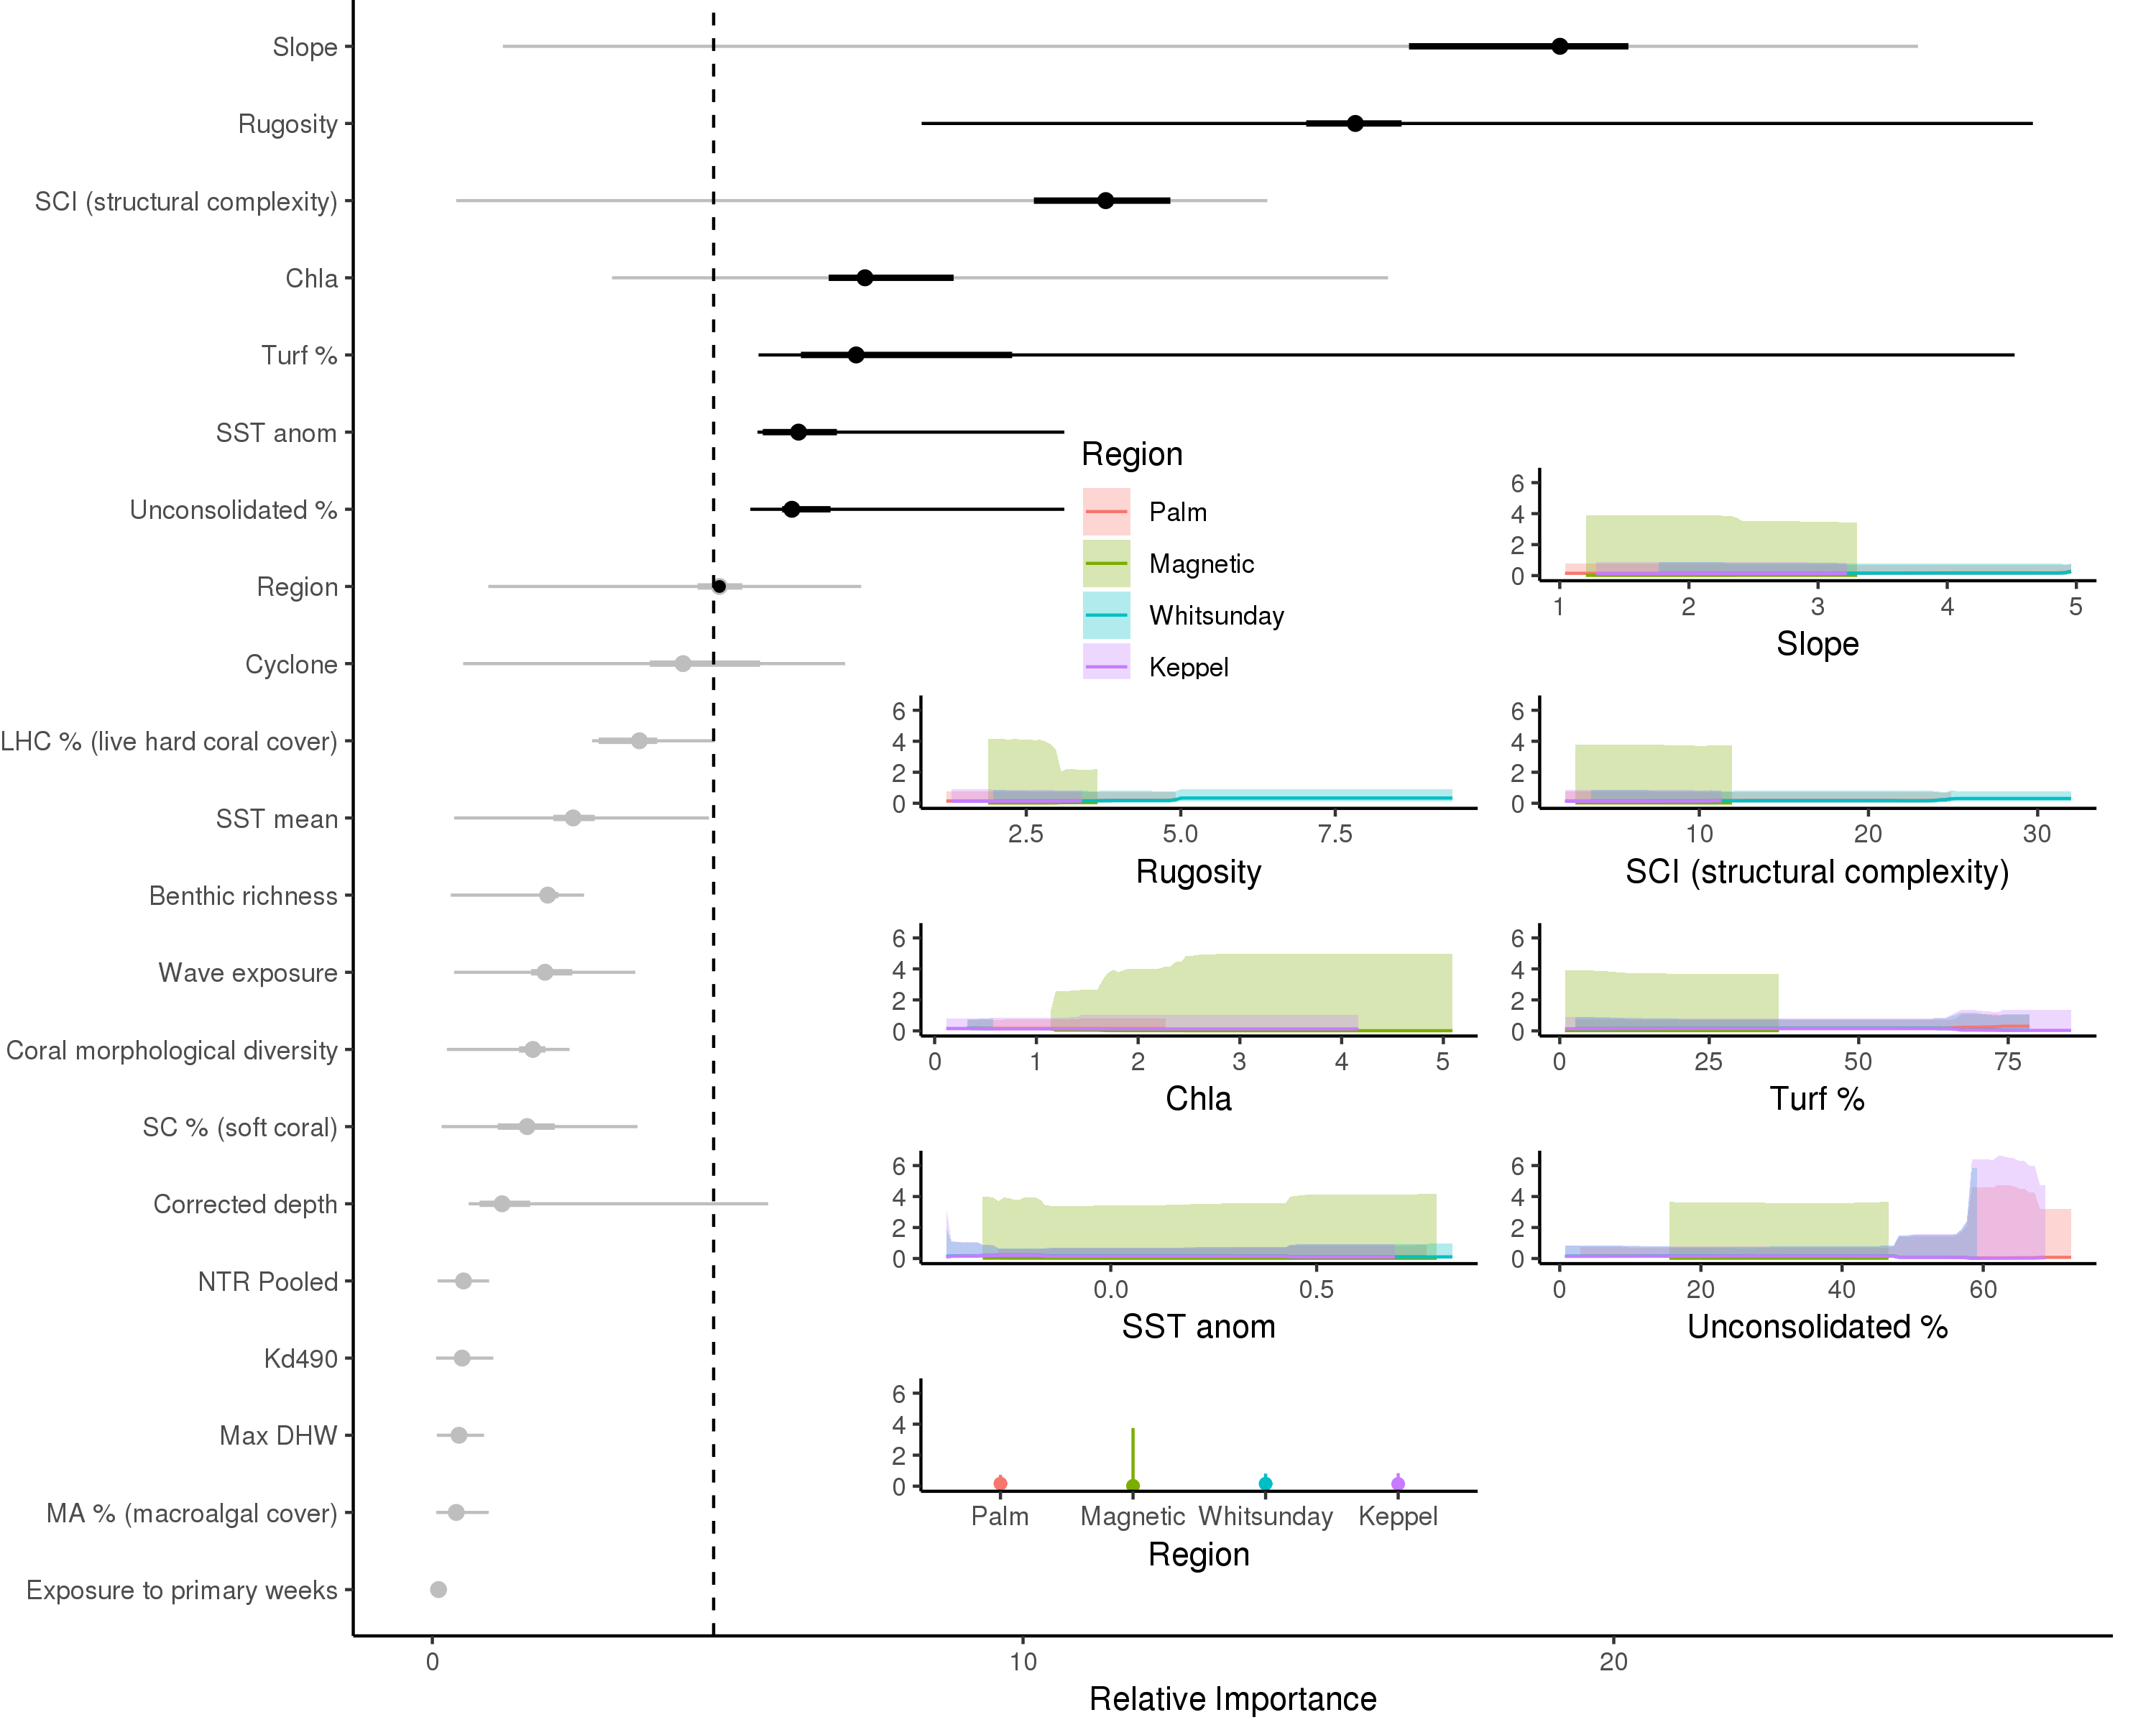 Slope
Rugosity
SCI (structural complexity)
Chla
Turf %
SST anom
Unconsolidated %
Region
Cyclone
LHC % (live hard coral cover)
SST mean
Benthic richness
Wave exposure
Coral morphological diversity
SC % (soft coral)
Corrected depth
NTR Pooled
Kd490
Max DHW
MA % (macroalgal cover)
Exposure to primary weeks
0 10 20
Relative Importance
Region
Palm
Magnetic
Whitsunday
Keppel
6
4
2
0
1 2 3 4 5
Slope
6
4
2
0
2.5 5.0 7.5
Rugosity
6
4
2
0
10 20 30
SCI (structural complexity)
6
4
2
0
0 1 2 3 4 5
Chla
6
4
2
0
0 25 50 75
Turf %
6
4
2
0
0.0 0.5
SST anom
6
4
2
0
0 20 40 60
Unconsolidated %
6
4
2
0
Palm Magnetic Whitsunday Keppel
Region